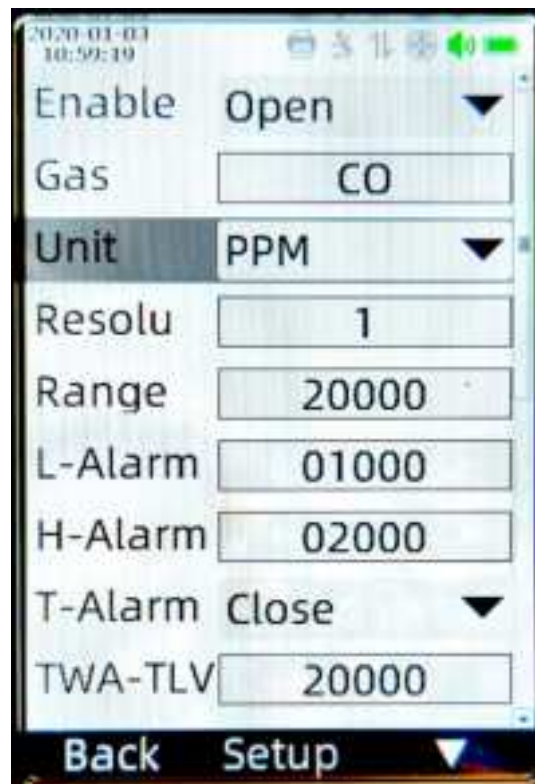 2020-01-03
10:59:19
Enable Open
Gas CO
Unit PPM
Resolu 1
Range 20000
L-Alarm 01000
H-Alarm 02000
T-Alarm Close
TWA-TLV 20000
Back Setup